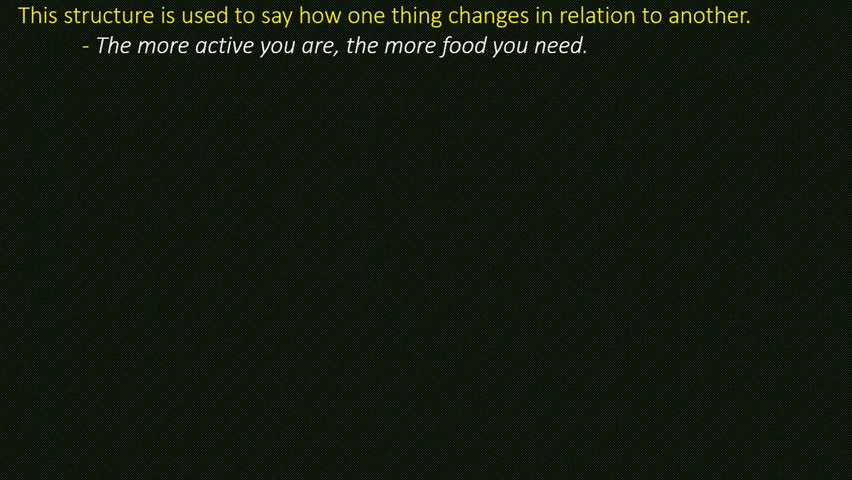 This structure is used to say how one thing changes in relation to another.
- The more active you are, the more food you need.